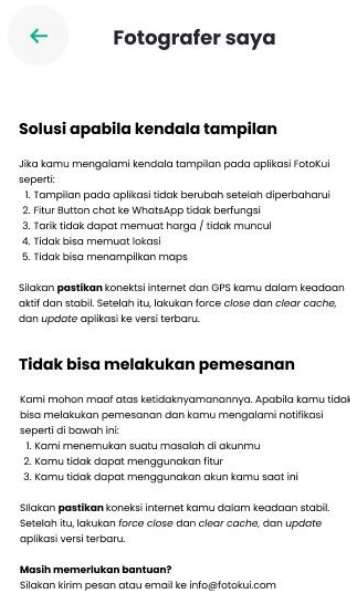 Fotografer saya
Solusi apabila kendala tampilan
Jika kamu mengalami kendala tampilan pada aplikasi FotoKui
seperti:
1. Tampilan pada aplikasi tidak berubah setelah diperbaharui
2. Fitur Button chat ke WhatsApp tidak berfungsi
3. Tarik tidak dapat memuat harga / tidak muncul
4. Tidak bisa memuat lokasi
5. Tidak bisa menampilkan maps
Silakan pastikan konektsi internet dan GPS kamu dalam keadaan
aktif dan stabil. Setelah itu, lakukan force close dan clear cache,
dan update aplikasi ke versi terbaru.
Tidak bisa melakukan pemesanan
Kami mohon maaf atas ketidaknyamanannya. Apabila kamu tidak
bisa melakukan pemesanan dan kamu mengalami notifikasi
seperti di bawah ini:
1. Kami menemukan suatu masalah di akunmu
2. Kamu tidak dapat menggunakan fitur
3. Kamu tidak dapat menggunakan akun kamu saat ini
SIlakan pastikan koneksi internet kamu dalam keadaan stabil.
Setelah itu, lakukan force close dan clear cache, dan update
aplikasi versi terbaru.
Masih memerlukan bantuan?
Silakan kirim pesan atau email ke info@fotokui.com